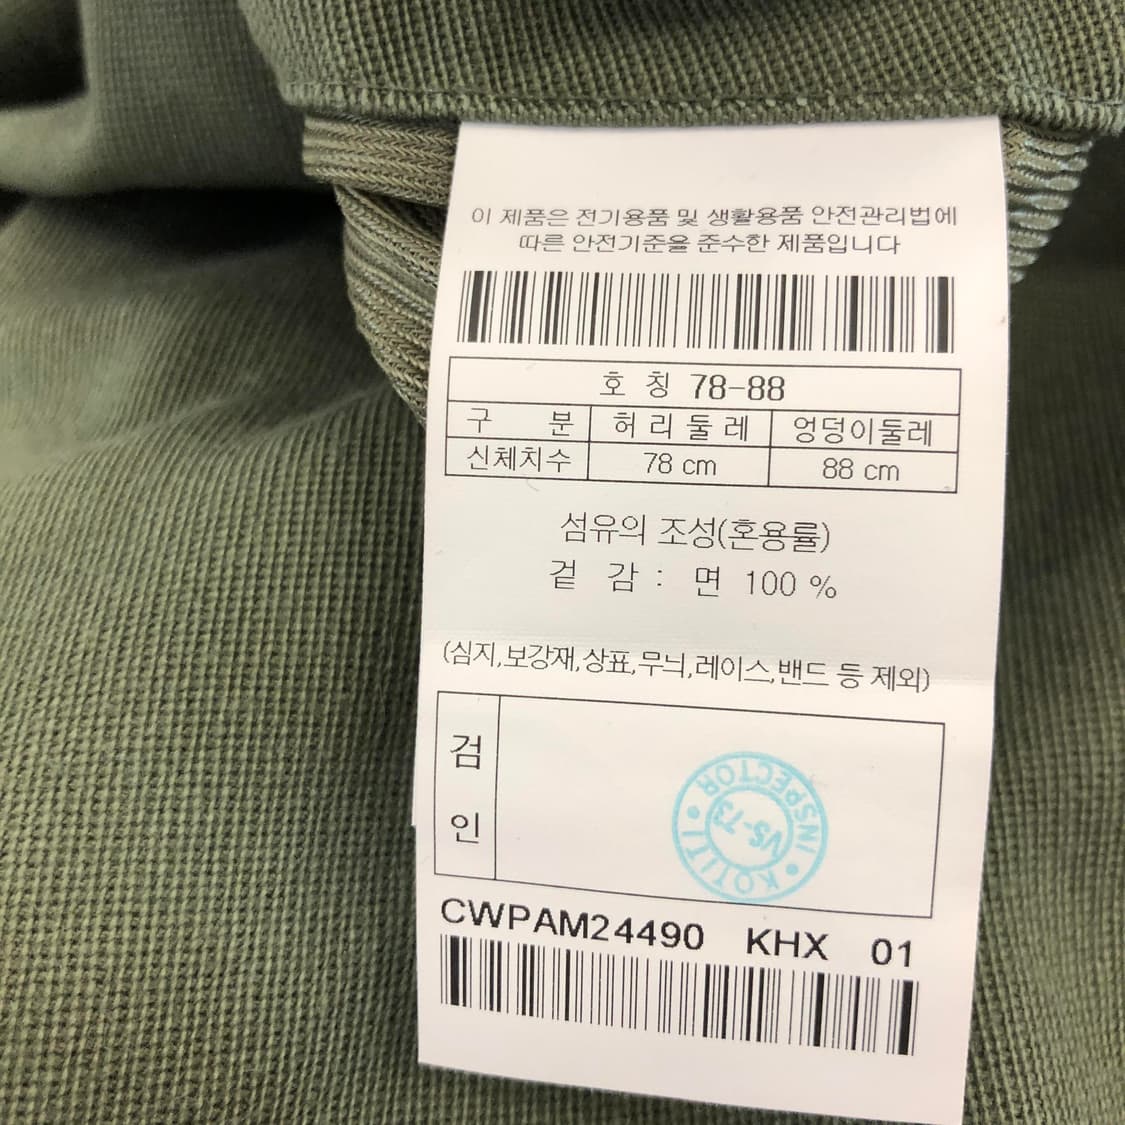 이 제품은 전기용품 및 생활용품 안전관리법에
따른 안전기준을 준수한 제품입니다
호 칭 78-88
구 분 허리둘레 엉덩이둘레
신체치수 78 cm 88 cm
섬유의 조성(혼용률)
겉 감 : 면 100 %
(심지,보강재,상표,무늬,레이스,밴드 등 제외)
검
인
KOITI INSPECTOR
VS-73
CWPAM24490 KHX 01